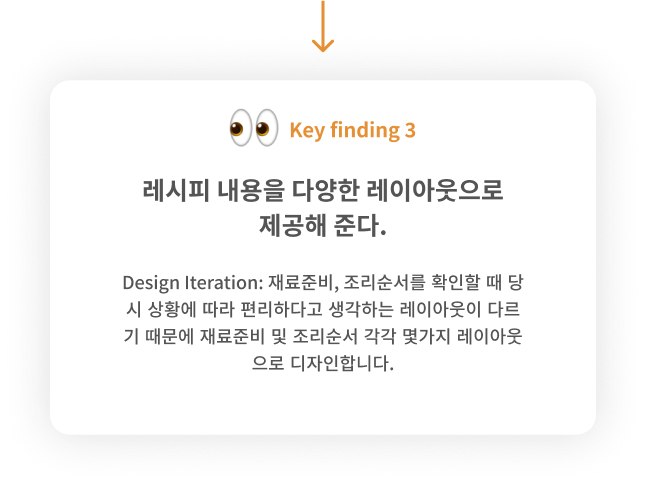 Key finding 3
레시피 내용을 다양한 레이아웃으로
제공해 준다.
Design Iteration: 재료준비, 조리순서를 확인할 때 당
시 상황에 따라 편리하다고 생각하는 레이아웃이 다르
기 때문에 재료준비 및 조리순서 각각 몇가지 레이아웃
으로 디자인합니다.